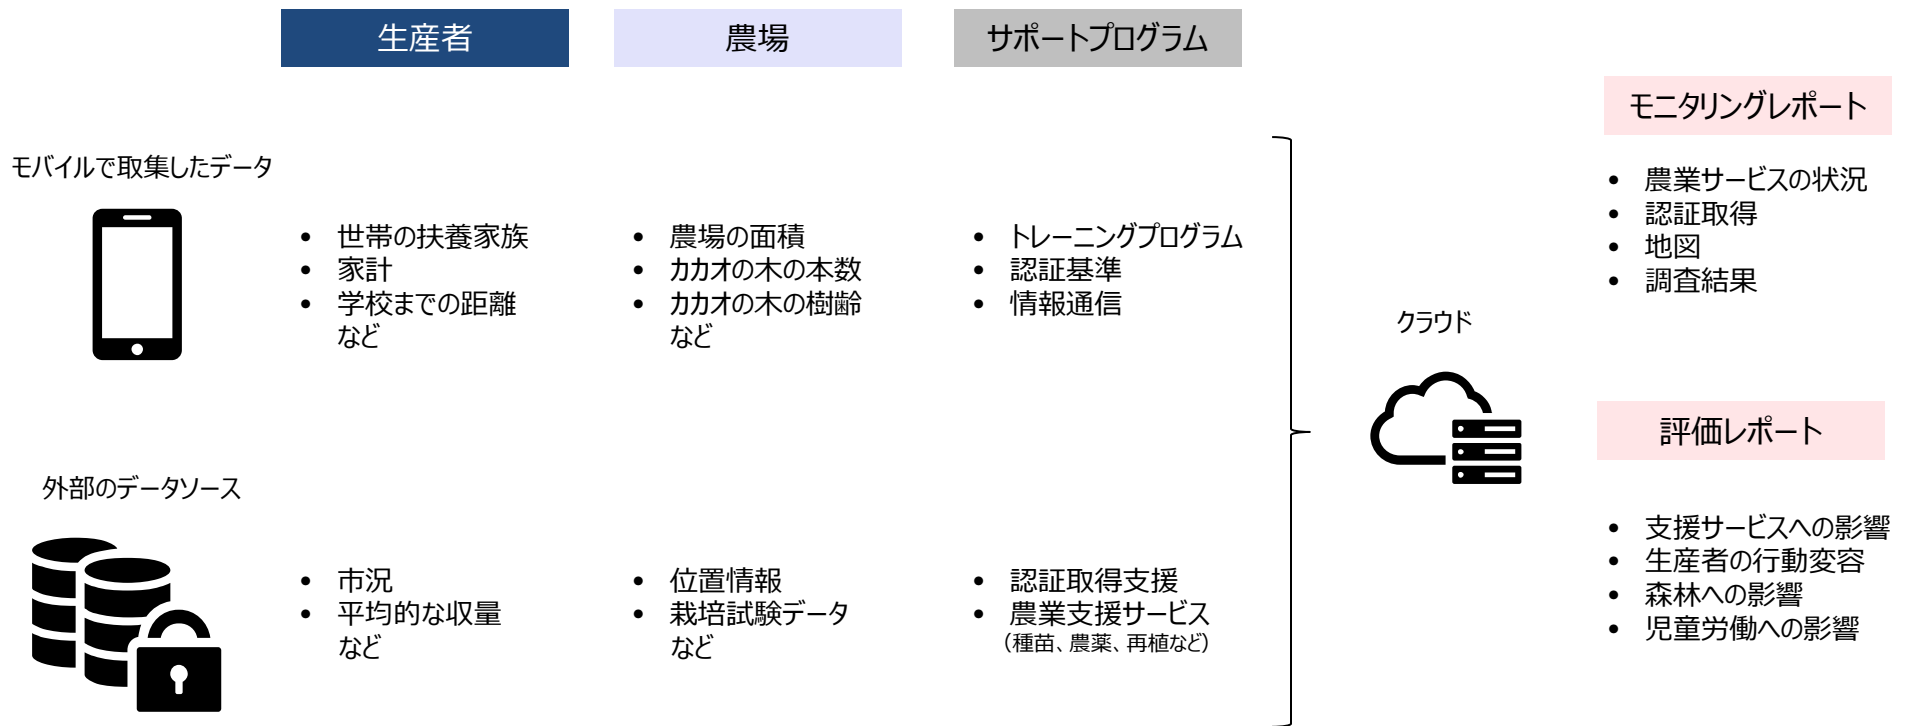 生産者
農場
サポートプログラム
モニタリングレポート
モバイルで取集したデータ
• 世帯の扶養家族
• 家計
• 学校までの距離
など
• 農場の面積
• カカオの木の本数
• カカオの木の樹齢
など
• トレーニングプログラム
• 認証基準
• 情報通信
• 農業サービスの状況
• 認証取得
• 地図
• 調査結果
クラウド
評価レポート
外部のデータソース
• 市況
• 平均的な収量
など
• 位置情報
• 栽培試験データ
など
• 認証取得支援
• 農業支援サービス
（種苗、農薬、再植など）
• 支援サービスへの影響
• 生産者の行動変容
• 森林への影響
• 児童労働への影響